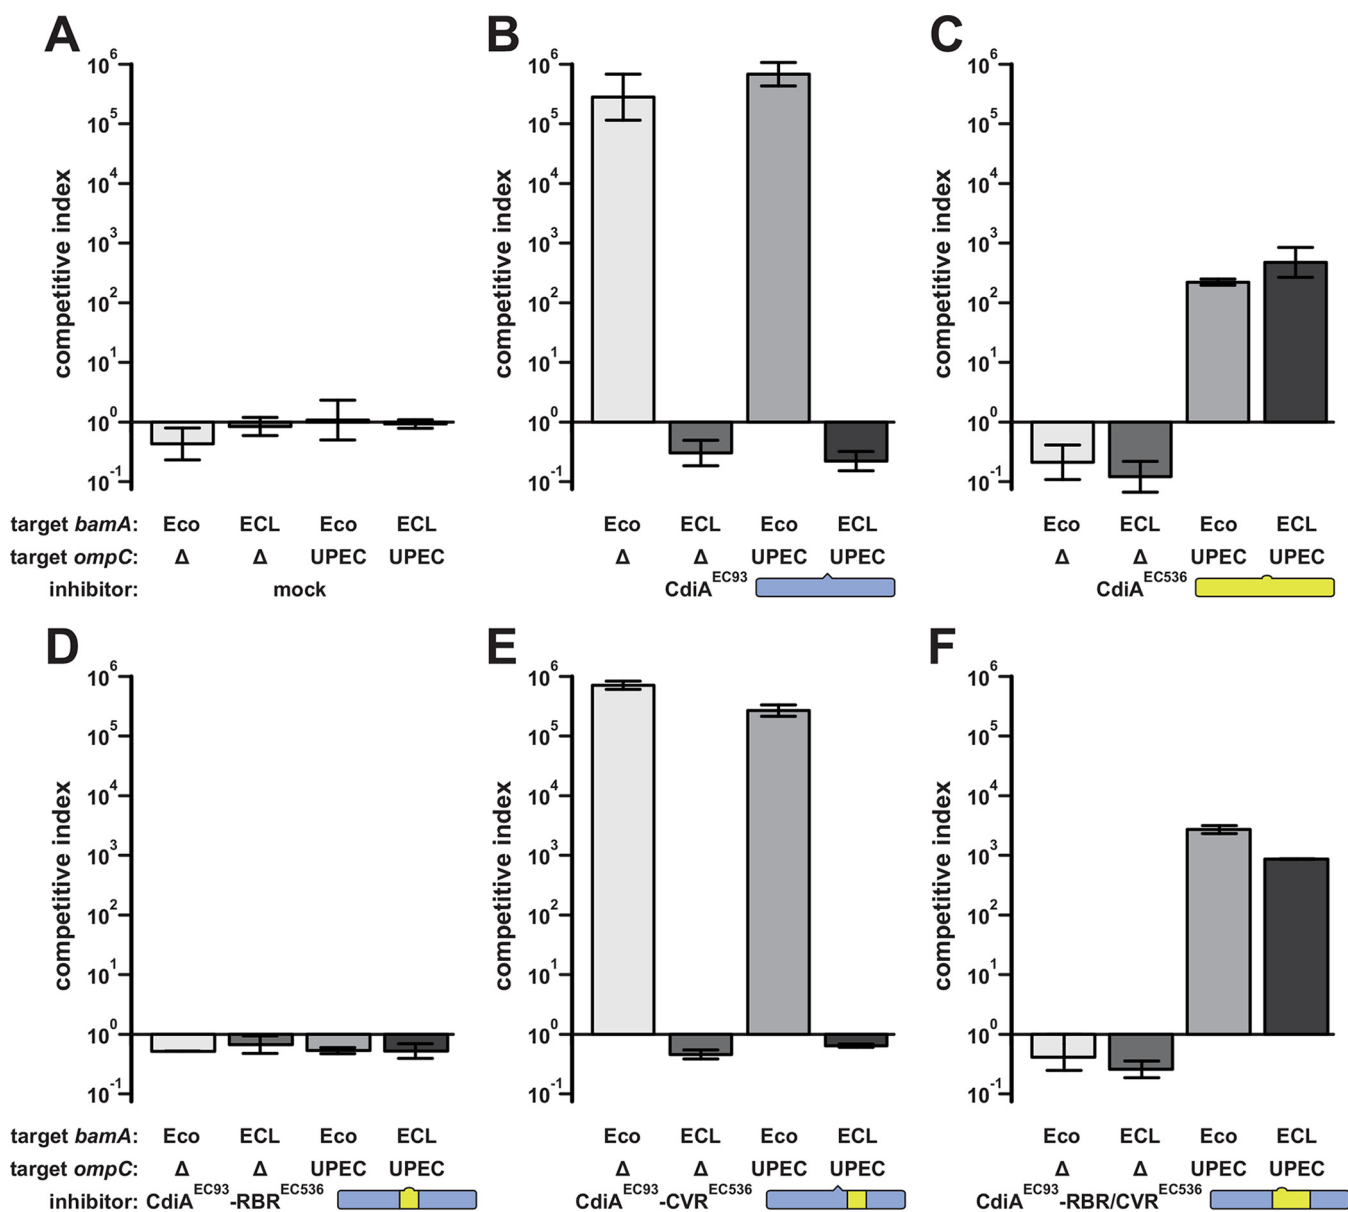 A
B
C
10^6
10^5
10^4
10^3
10^2
10^1
10^0
10^-1
competitive index
10^6
10^5
10^4
10^3
10^2
10^1
10^0
10^-1
competitive index
10^6
10^5
10^4
10^3
10^2
10^1
10^0
10^-1
competitive index
target bamA: Eco ECL Eco ECL
target ompC: Δ Δ UPEC UPEC
inhibitor: mock
Eco ECL Eco ECL
Δ Δ UPEC UPEC
CdiA^EC93
Eco ECL Eco ECL
Δ Δ UPEC UPEC
CdiA^EC536
D
E
F
10^6
10^5
10^4
10^3
10^2
10^1
10^0
10^-1
competitive index
10^6
10^5
10^4
10^3
10^2
10^1
10^0
10^-1
competitive index
10^6
10^5
10^4
10^3
10^2
10^1
10^0
10^-1
competitive index
target bamA: Eco ECL Eco ECL
target ompC: Δ Δ UPEC UPEC
inhibitor: CdiA^EC93-RBR^EC536
Eco ECL Eco ECL
Δ Δ UPEC UPEC
CdiA^EC93-CVR^EC536
Eco ECL Eco ECL
Δ Δ UPEC UPEC
CdiA^EC93-RBR/CVR^EC536